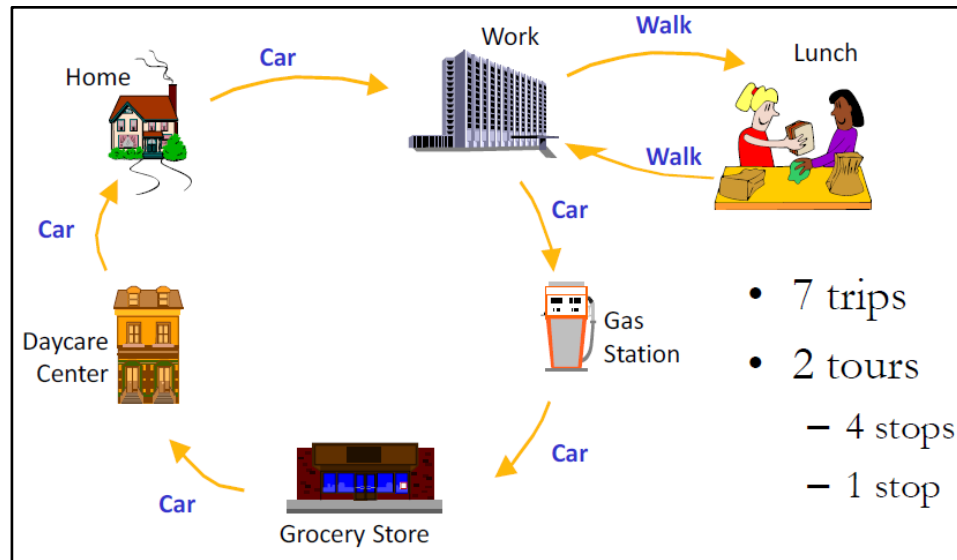 Home
Car
Work
Walk
Lunch
Walk
Car
Car
Daycare
Center
Gas
Station
Car
Car
Grocery Store
• 7 trips
• 2 tours
– 4 stops
– 1 stop